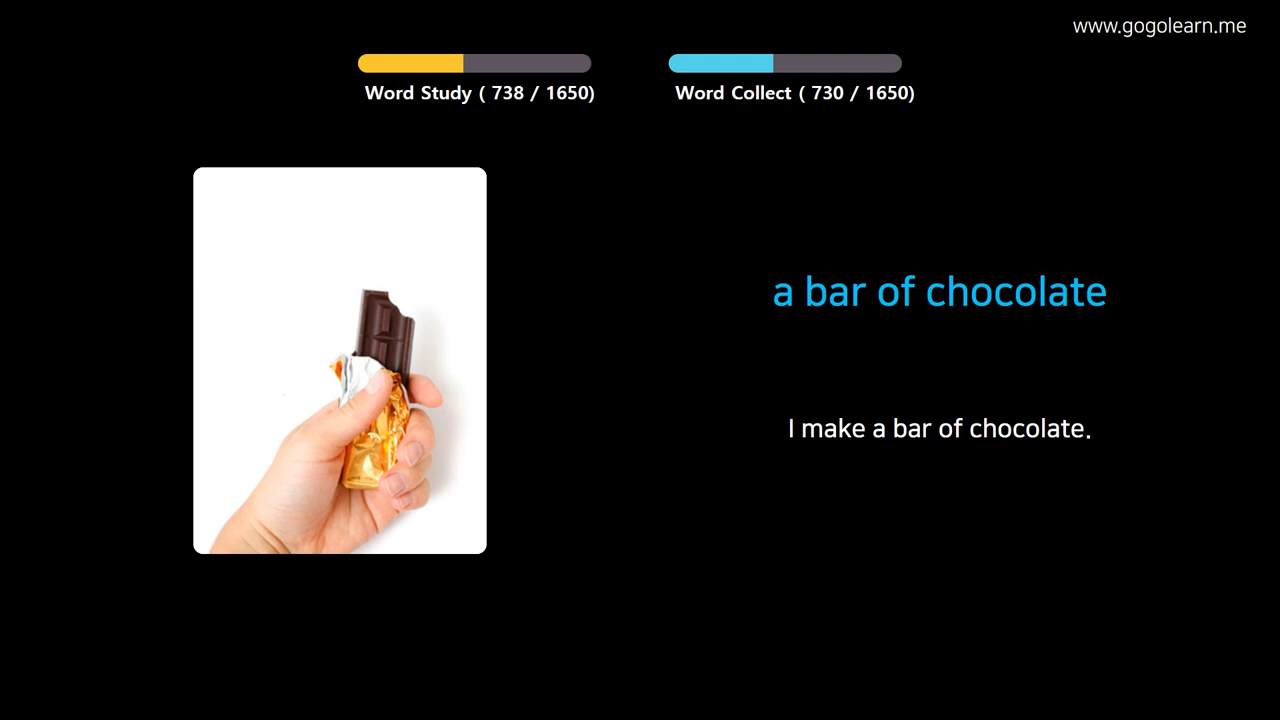 www.gogolearn.me
Word Study ( 738 / 1650)
Word Collect ( 730 / 1650)
a bar of chocolate
I make a bar of chocolate.